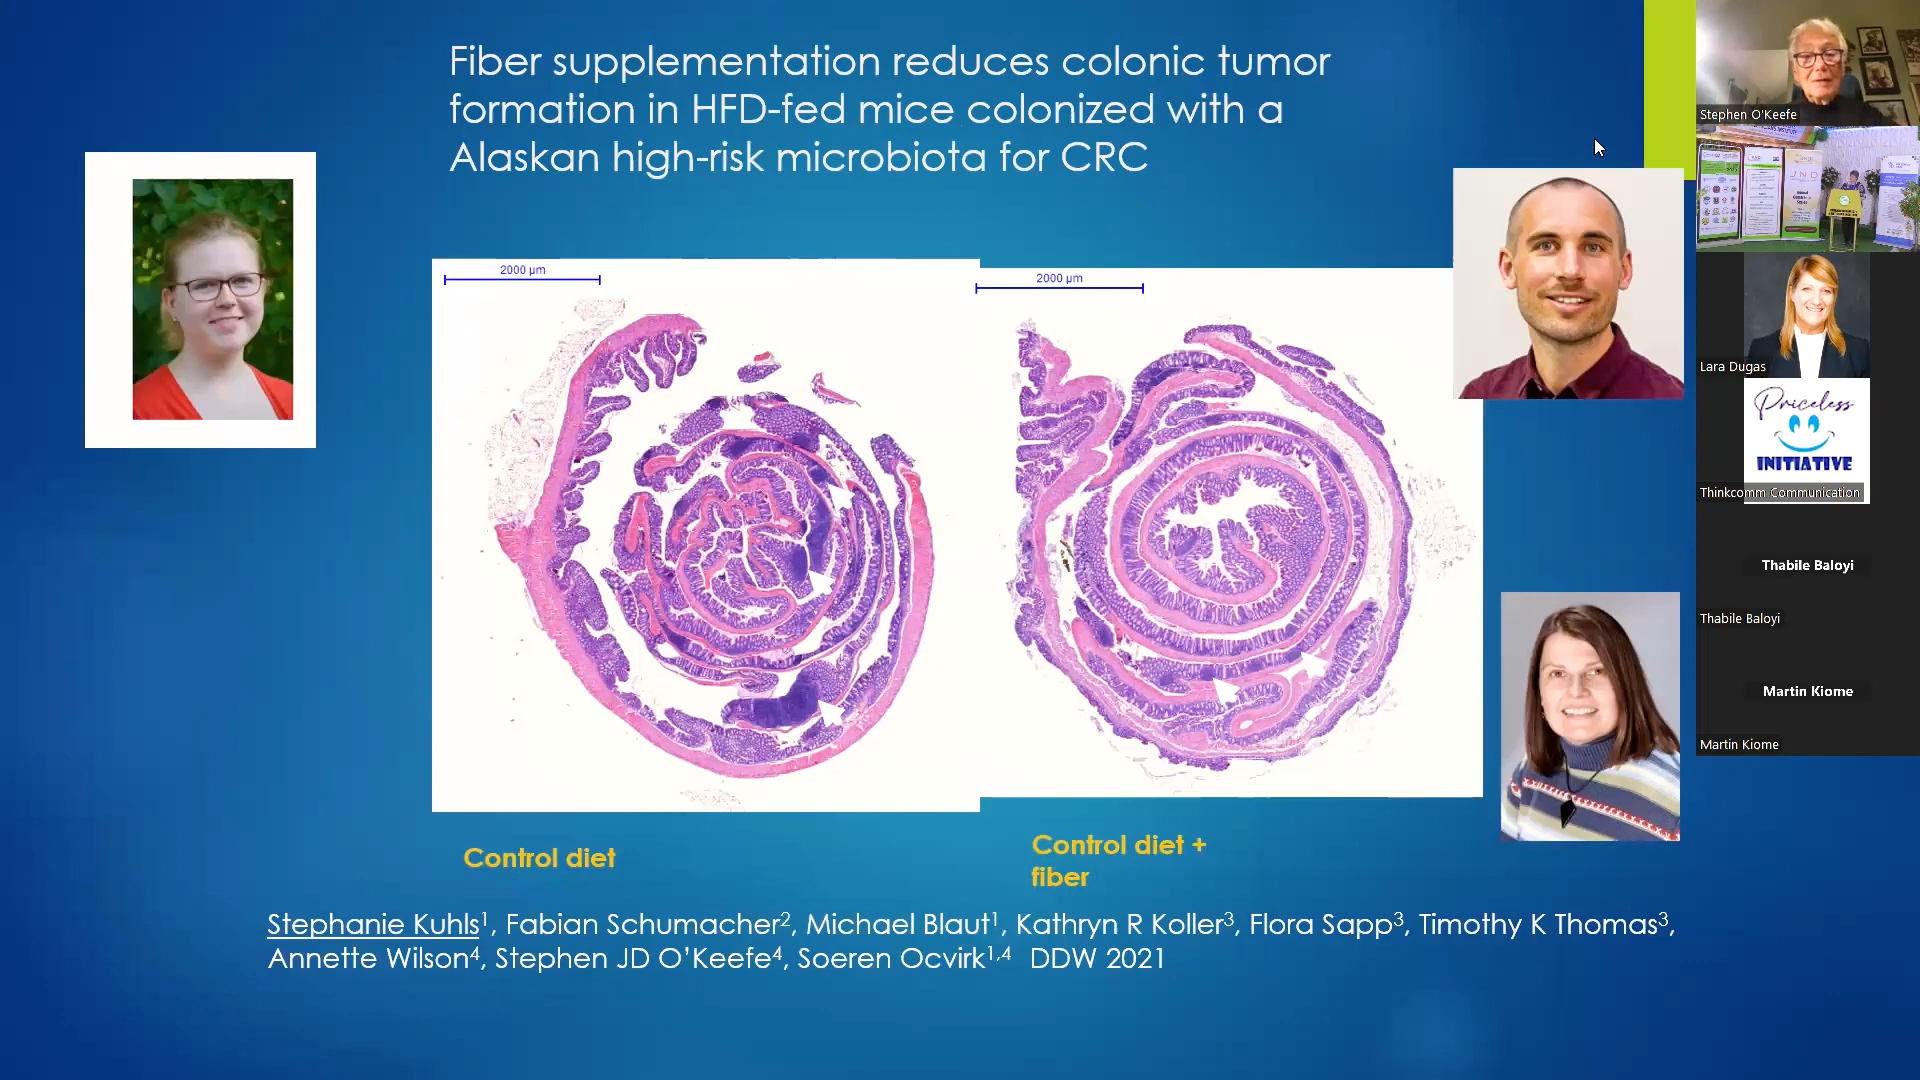 Fiber supplementation reduces colonic tumor
formation in HFD-fed mice colonized with a
Alaskan high-risk microbiota for CRC
2000 µm
2000 µm
Control diet
Control diet +
fiber
Stephanie Kuhls¹, Fabian Schumacher², Michael Blaut¹, Kathryn R Koller³, Flora Sapp³, Timothy K Thomas³,
Annette Wilson⁴, Stephen JD O’Keefe⁴, Soeren Ocvirk¹,⁴ DDW 2021
Stephen O'Keefe
JND
Lara Dugas
Priceless
INITIATIVE
Thinkcomm Communication
Thabile Baloyi
Thabile Baloyi
Martin Kiome
Martin Kiome